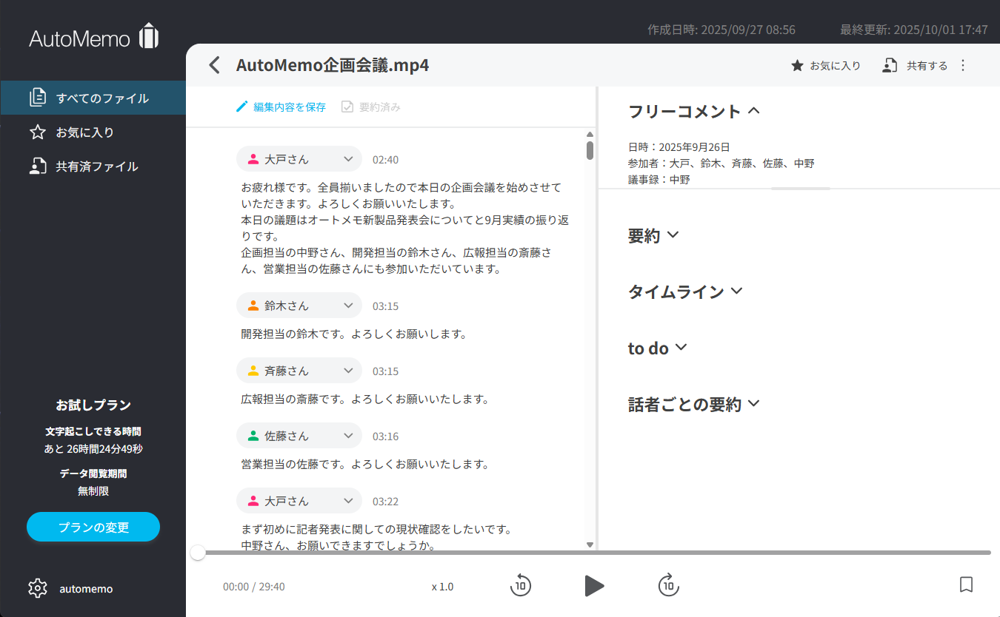 AutoMemo
作成日時: 2025/09/27 08:56
最終更新: 2025/10/01 17:47
すべてのファイル
お気に入り
共有済ファイル
お試しプラン
文字起こしできる時間
あと 26時間24分49秒
データ閲覧期間
無制限
プランの変更
automemo
AutoMemo企画会議.mp4
お気に入り
共有する
編集内容を保存
要約済み
大戸さん
02:40
お疲れ様です。全員揃いましたので本日の企画会議を始めさせて
いただきます。よろしくお願いいたします。
本日の議題はオートメモ新製品発表会についてと9月実績の振り返
りです。
企画担当の中野さん、開発担当の鈴木さん、広報担当の斎藤さ
ん、営業担当の佐藤さんにも参加いただいています。
鈴木さん
03:15
開発担当の鈴木です。よろしくお願いします。
斉藤さん
03:15
広報担当の斎藤です。よろしくお願いいたします。
佐藤さん
03:16
営業担当の佐藤です。よろしくお願いいたします。
大戸さん
03:22
まず初めに記者発表に関しての現状確認をしたいです。
中野さん、お願いできますでしょうか。
フリーコメント
日時：2025年9月26日
参加者：大戸、鈴木、斉藤、佐藤、中野
議事録：中野
要約
タイムライン
to do
話者ごとの要約
00:00 / 29:40
x 1.0
10
10